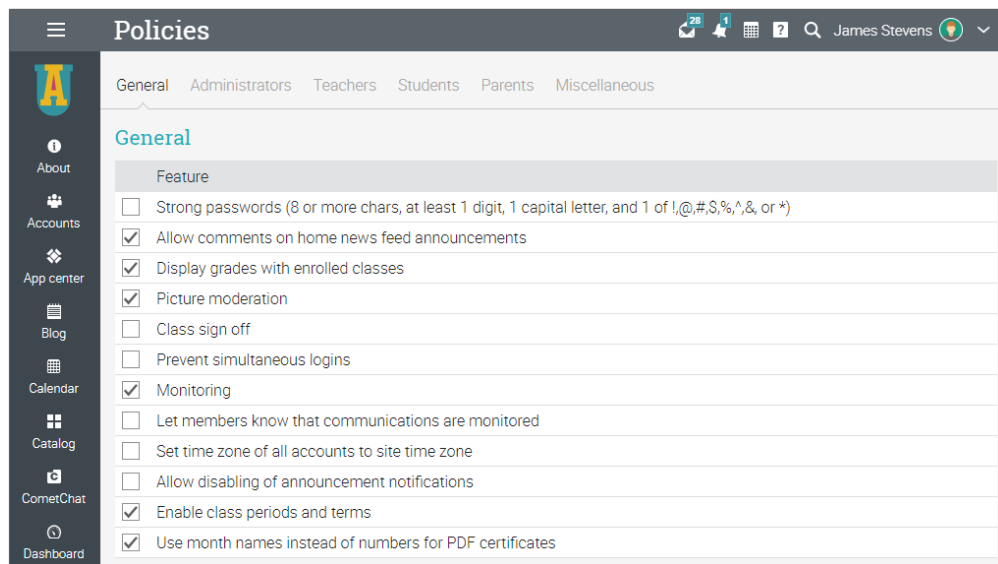 Policies
28
1
?
James Stevens
A
About
Accounts
App center
Blog
Calendar
Catalog
CometChat
Dashboard
General Administrators Teachers Students Parents Miscellaneous
General
Feature
Strong passwords (8 or more chars, at least 1 digit, 1 capital letter, and 1 of !,@,#,$,%,^,&, or *)
Allow comments on home news feed announcements
Display grades with enrolled classes
Picture moderation
Class sign off
Prevent simultaneous logins
Monitoring
Let members know that communications are monitored
Set time zone of all accounts to site time zone
Allow disabling of announcement notifications
Enable class periods and terms
Use month names instead of numbers for PDF certificates